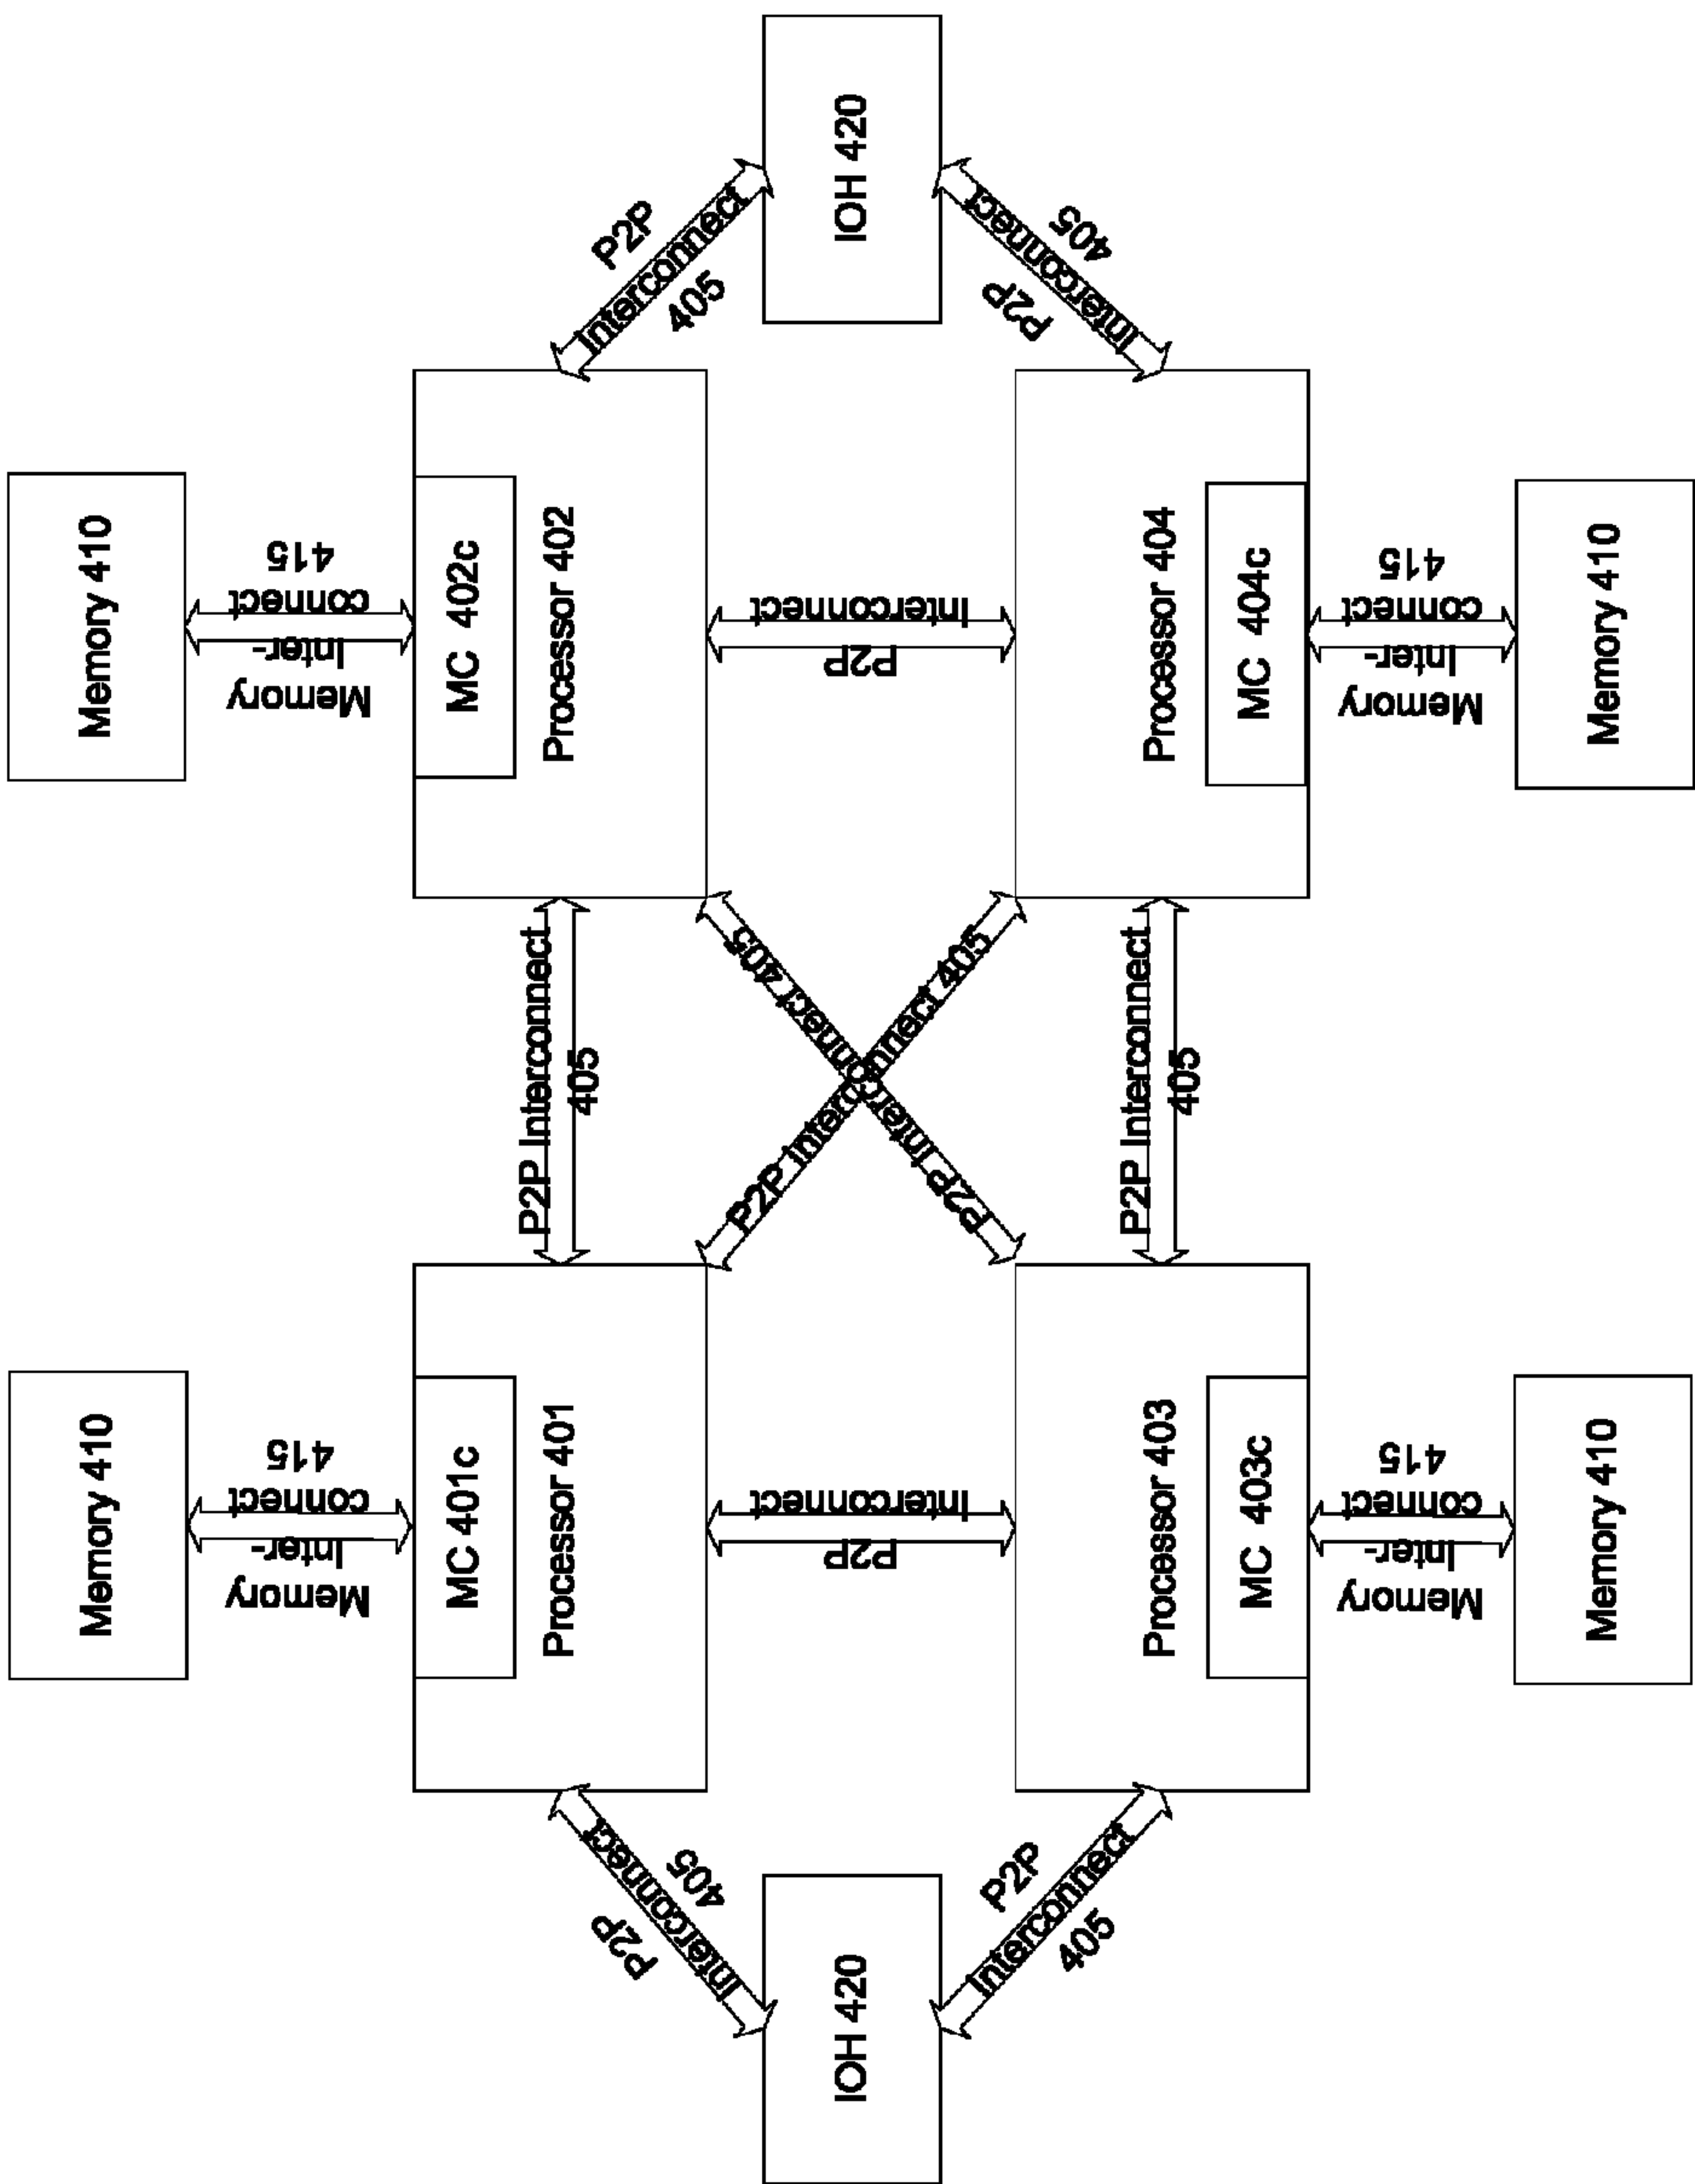 Memory 410
Memory 410
Memory
Inter-
connect
415
Memory
Inter-
connect
415
MC 401c
Processor 401
P2P Interconnect
405
MC 402c
Processor 402
P2P
Interconnect
405
P2P
Interconnect
405
IOH 420
P2P
Interconnect
P2P Interconnect 405
P2P Interconnect 405
P2P
Interconnect
IOH 420
P2P
Interconnect
405
P2P
Interconnect
405
Processor 403
MC 403c
P2P Interconnect
405
Processor 404
MC 404c
Memory
Inter-
connect
415
Memory
Inter-
connect
415
Memory 410
Memory 410